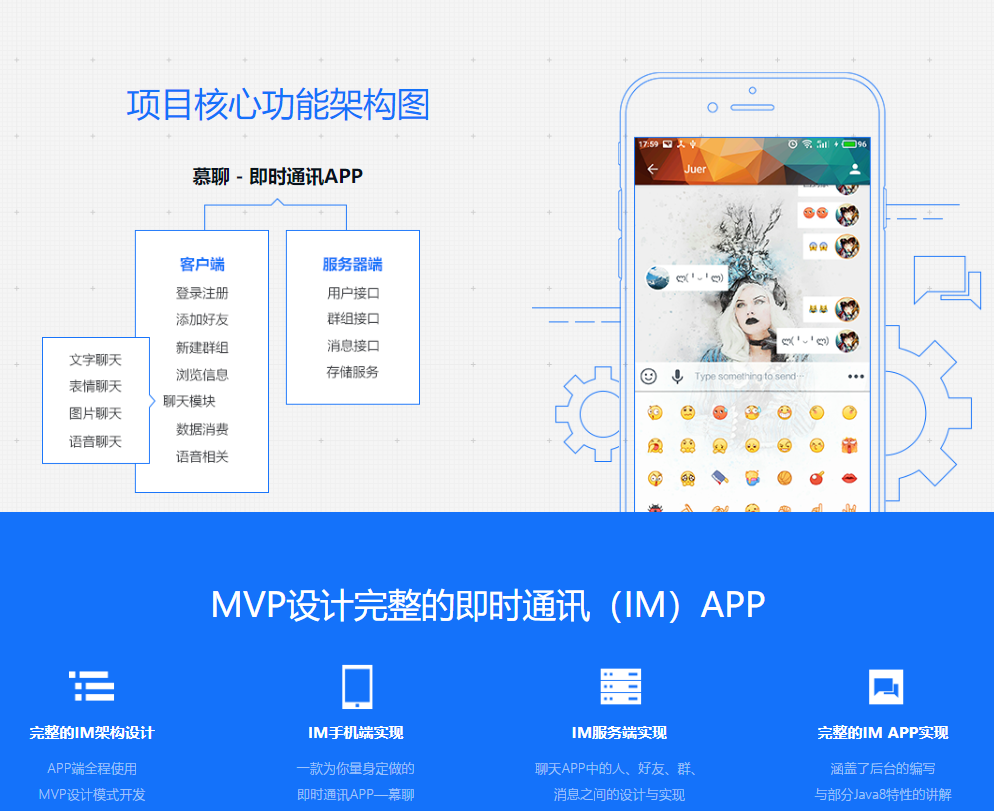 项目核心功能架构图
慕聊 - 即时通讯APP
客户端
登录注册
添加好友
新建群组
浏览信息
聊天模块
数据消费
语音相关
文字聊天
表情聊天
图片聊天
语音聊天
服务器端
用户接口
群组接口
消息接口
存储服务
17:59
96
Juer
Type something to send~
MVP设计完整的即时通讯（IM）APP
完整的IM架构设计
APP端全程使用
MVP设计模式开发
IM手机端实现
一款为你量身定做的
即时通讯APP—慕聊
IM服务端实现
聊天APP中的人、好友、群、
消息之间的设计与实现
完整的IM APP实现
涵盖了后台的编写
与部分Java8特性的讲解